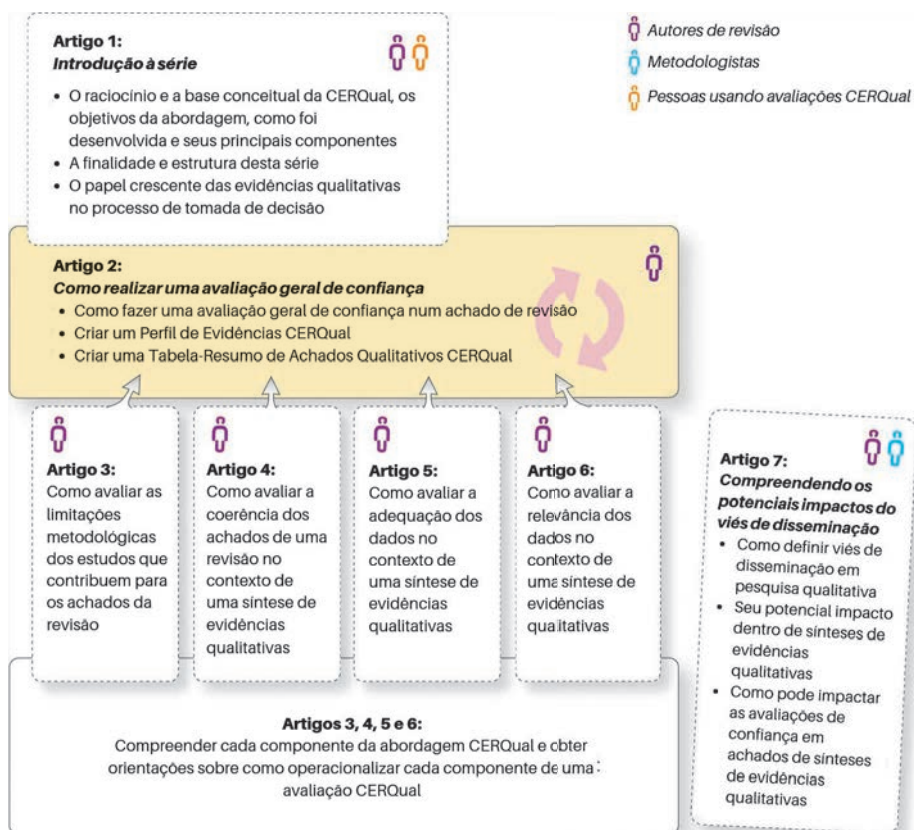 Artigo 1:
Introdução à série
• O raciocínio e a base conceitual da CERQual, os
objetivos da abordagem, como foi
desenvolvida e seus principais componentes
• A finalidade e estrutura desta série
• O papel crescente das evidências qualitativas
no processo de tomada de decisão
Autores de revisão
Metodologistas
Pessoas usando avaliações CERQual
Artigo 2:
Como realizar uma avaliação geral de confiança
• Como fazer uma avaliação geral de confiança num achado de revisão
• Criar um Perfil de Evidências CERQual
• Criar uma Tabela-Resumo de Achados Qualitativos CERQual
Artigo 3:
Como avaliar as
limitações
metodológicas
dos estudos que
contribuem para
os achados da
revisão
Artigo 4:
Como avaliar a
coerência dos
achados de uma
revisão no
contexto de
uma síntese de
evidências
qualitativas
Artigo 5:
Como avaliar a
adequação dos
dados no
contexto de
uma síntese de
evidências
qualitativas
Artigo 6:
Como avaliar a
relevância dos
dados no
contexto de
uma síntese de
evidências
qualitativas
Artigo 7:
Compreendendo os
potenciais impactos do
viés de disseminação
• Como definir viés de
disseminação em
pesquisa qualitativa
• Seu potencial impacto
dentro de sínteses de
evidências
qualitativas
• Como pode impactar
as avaliações de
confiança em
achados de sínteses
de evidências
qualitativas
Artigos 3, 4, 5 e 6:
Compreender cada componente da abordagem CERQual e obter
orientações sobre como operacionalizar cada componente de uma :
avaliação CERQual